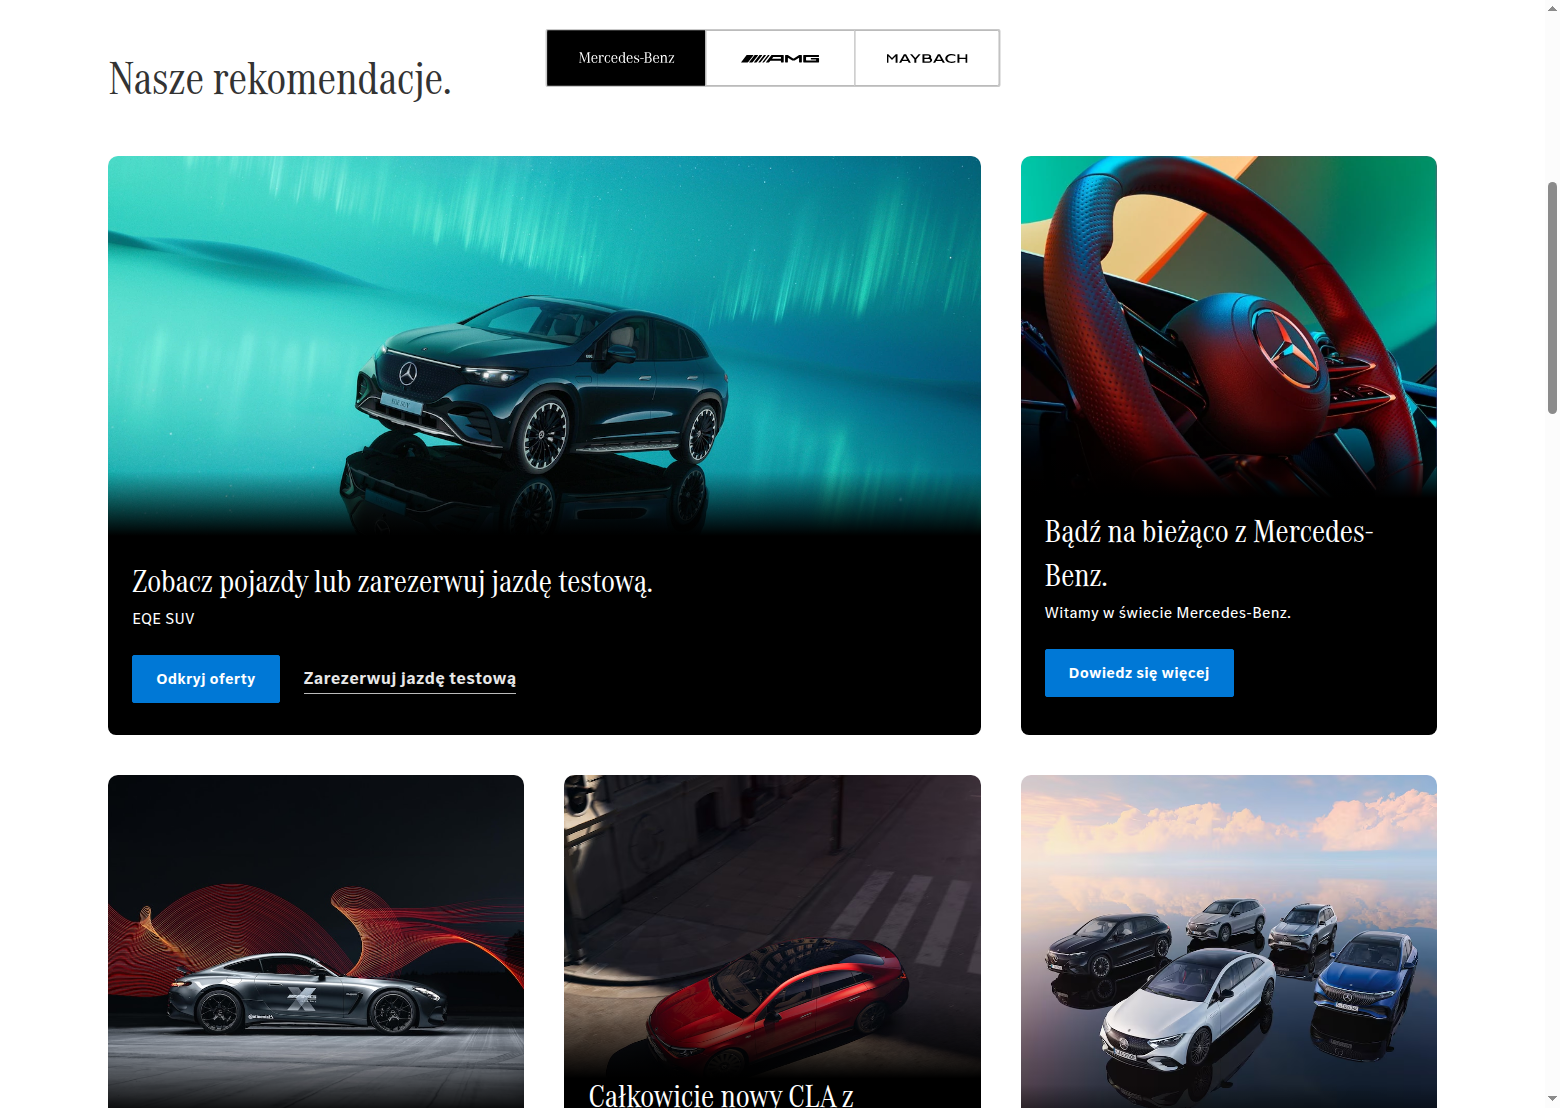 Mercedes-Benz
AMG
MAYBACH
Nasze rekomendacje.
Zobacz pojazdy lub zarezerwuj jazdę testową.
EQE SUV
Odkryj oferty
Zarezerwuj jazdę testową
Bądź na bieżąco z Mercedes-
Benz.
Witamy w świecie Mercedes-Benz.
Dowiedz się więcej
Całkowicie nowy CLA z